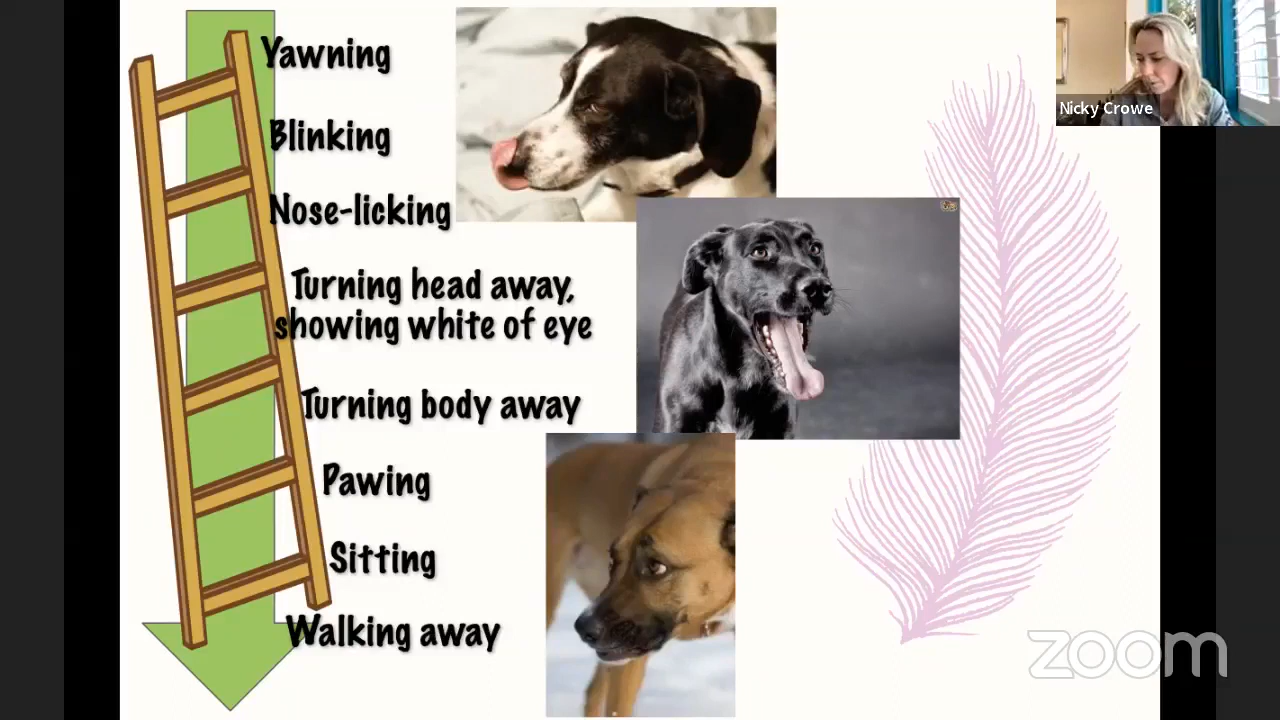 Yawning
Blinking
Nose-licking
Turning head away,
showing white of eye
Turning body away
Pawing
Sitting
Walking away
Nicky Crowe
zoom